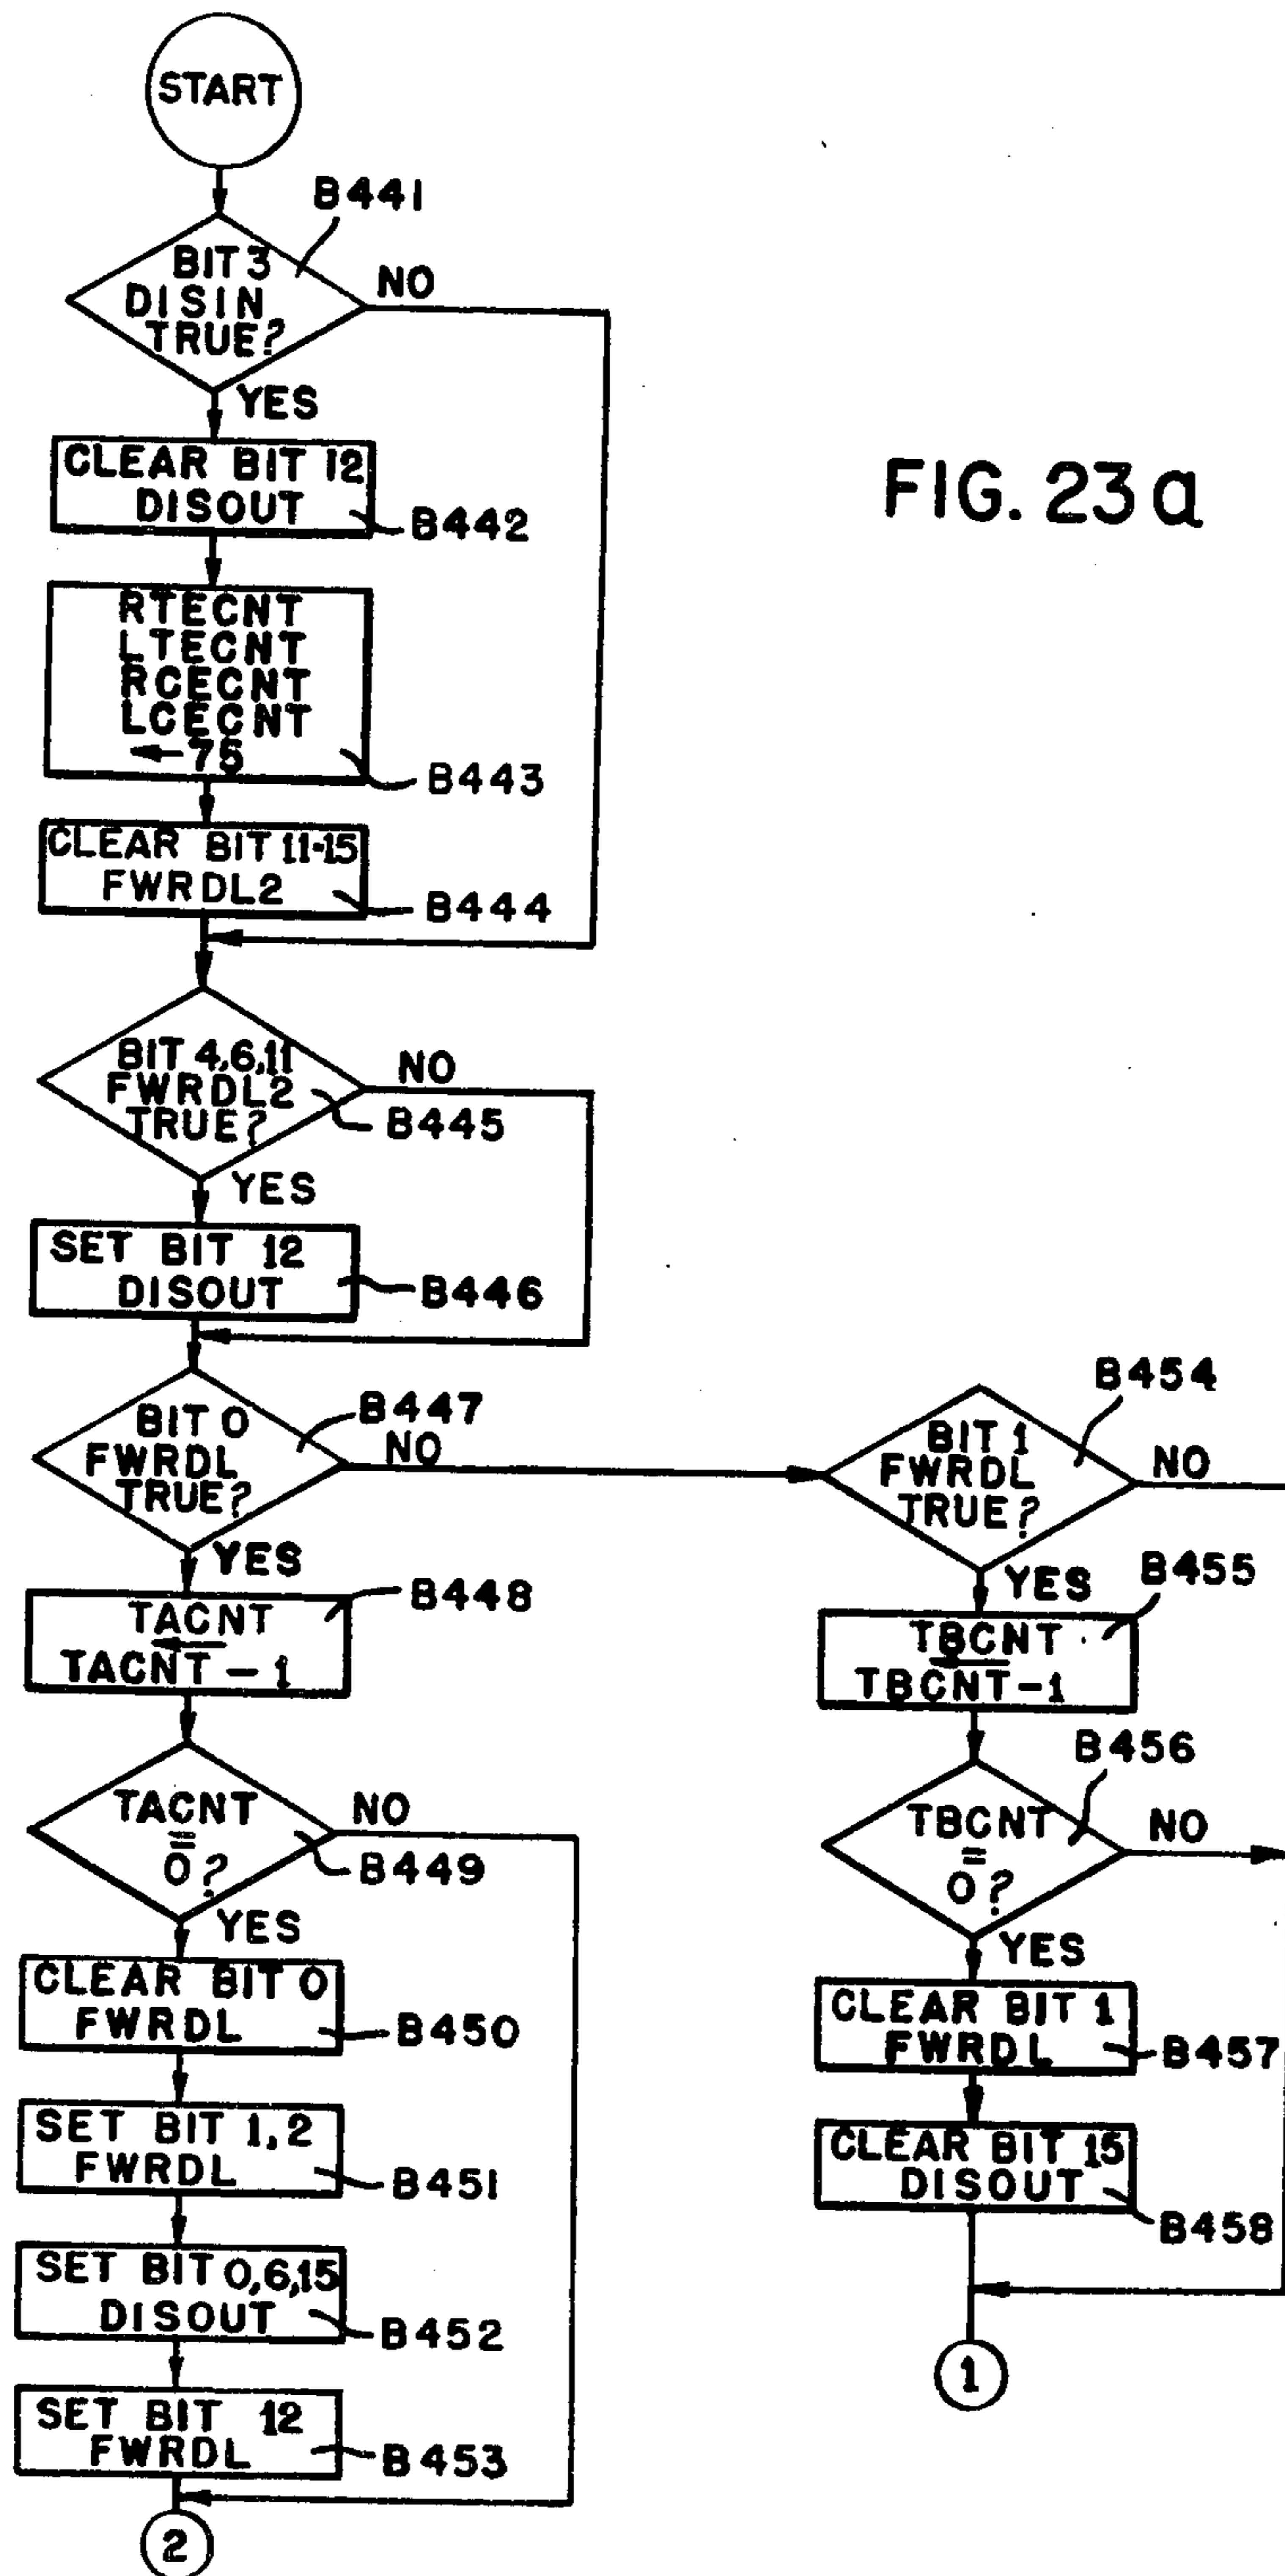 START
B441
BIT 3
DISIN
TRUE?
NO
YES
CLEAR BIT 12
DISOUT
B442
FIG. 23a
RTECNT
LTECNT
RCECNT
LCECNT
←75
B443
CLEAR BIT 11-15
FWRDL2
B444
BIT 4,6,11
FWRDL2
TRUE?
NO
B445
YES
SET BIT 12
DISOUT
B446
BIT 0
FWRDL
TRUE?
B447
NO
YES
TACNT
←
TACNT-1
B448
TACNT
=
0?
NO
B449
YES
CLEAR BIT 0
FWRDL
B450
SET BIT 1,2
FWRDL
B451
SET BIT 0,6,15
DISOUT
B452
SET BIT 12
FWRDL
B453
2
B454
BIT 1
FWRDL
TRUE?
NO
YES
B455
TBCNT
←
TBCNT-1
B456
TBCNT
=
0?
NO
YES
CLEAR BIT 1
FWRDL
B457
CLEAR BIT 15
DISOUT
B458
1